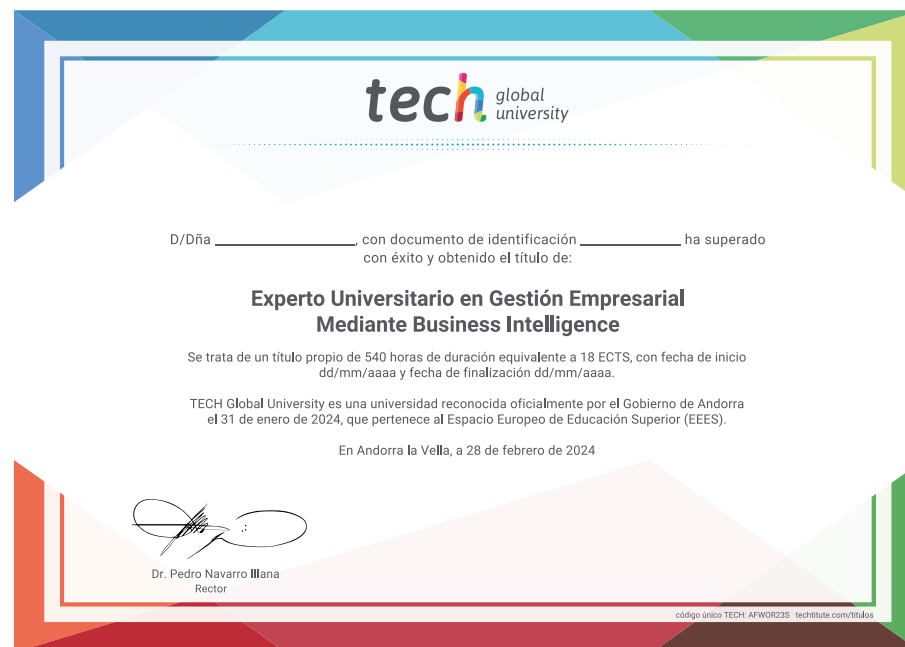 tech global university
D/Dña ____________________, con documento de identificación ______________ ha superado
con éxito y obtenido el título de:
Experto Universitario en Gestión Empresarial
Mediante Business Intelligence
Se trata de un título propio de 540 horas de duración equivalente a 18 ECTS, con fecha de inicio
dd/mm/aaaa y fecha de finalización dd/mm/aaaa.
TECH Global University es una universidad reconocida oficialmente por el Gobierno de Andorra
el 31 de enero de 2024, que pertenece al Espacio Europeo de Educación Superior (EEES).
En Andorra la Vella, a 28 de febrero de 2024
Dr. Pedro Navarro Illana
Rector
código único TECH: AFWOR23S techtitute.com/titulos